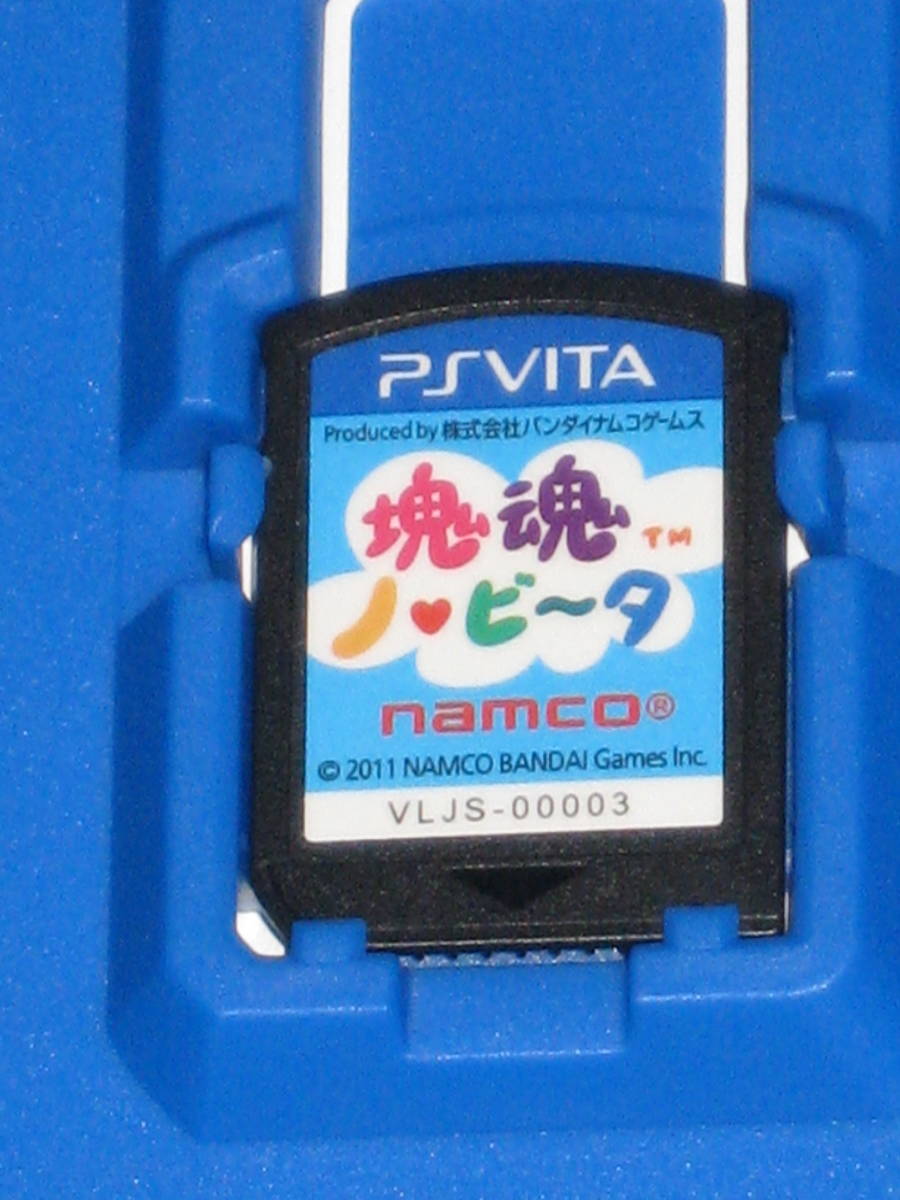 PSVITA
Produced by 株式会社バンダイナムコゲームス
塊魂™
ノ♥ビ～タ
namco®
© 2011 NAMCO BANDAI Games Inc.
VLJS-00003